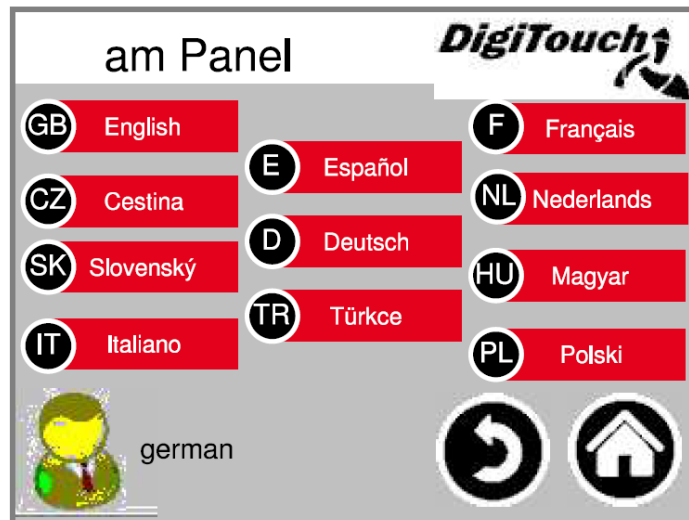 am Panel
DigiTouch
GB English
CZ Cestina
SK Slovenský
IT Italiano
E Español
D Deutsch
TR Türkce
F Français
NL Nederlands
HU Magyar
PL Polski
german